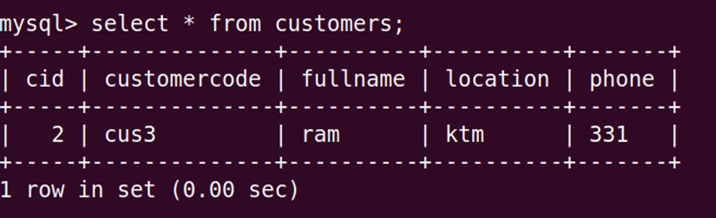 mysql> select * from customers;
+-----+--------------+----------+----------+-------+
| cid | customercode | fullname | location | phone |
+-----+--------------+----------+----------+-------+
|   2 | cus3         | ram      | ktm      | 331   |
+-----+--------------+----------+----------+-------+
1 row in set (0.00 sec)